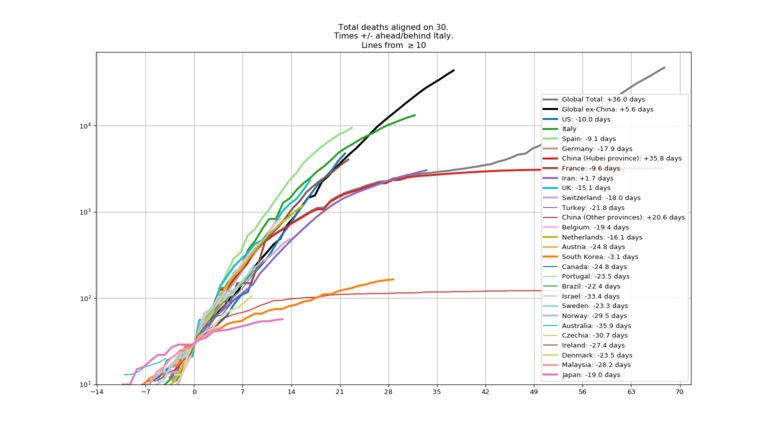 Total deaths aligned on 30.
Times +/- ahead/behind Italy.
Lines from ≥ 10
10⁴
10³
10²
10¹
−14 −7 0 7 14 21 28 35 42 49 56 63 70
Global Total: +36.0 days
Global ex-China: +5.6 days
US: -10.0 days
Italy
Spain: -9.1 days
Germany: -17.9 days
China (Hubei province): +35.8 days
France: -9.6 days
Iran: +1.7 days
UK: -15.1 days
Switzerland: -18.0 days
Turkey: -21.8 days
China (Other provinces): +20.6 days
Belgium: -19.4 days
Netherlands: -16.1 days
Austria: -24.8 days
South Korea: -3.1 days
Canada: -24.8 days
Portugal: -23.5 days
Brazil: -22.4 days
Israel: -33.4 days
Sweden: -23.3 days
Norway: -29.5 days
Australia: -35.9 days
Czechia: -30.7 days
Ireland: -27.4 days
Denmark: -23.5 days
Malaysia: -28.2 days
Japan: -19.0 days